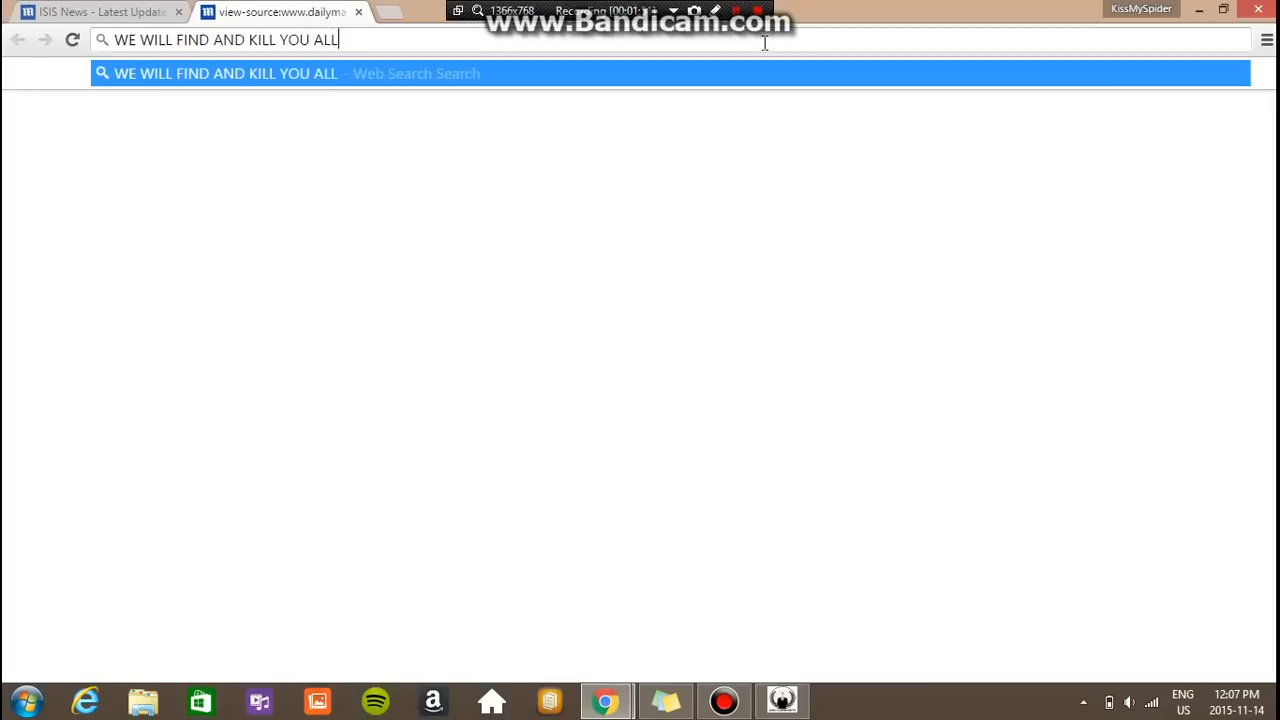 ISIS News - Latest Update
view-source:www.dailyma
1366x768
www.Bandicam.com
KissMySpider
WE WILL FIND AND KILL YOU ALL
WE WILL FIND AND KILL YOU ALL - Web Search Search
ENG
US
12:07 PM
2015-11-14